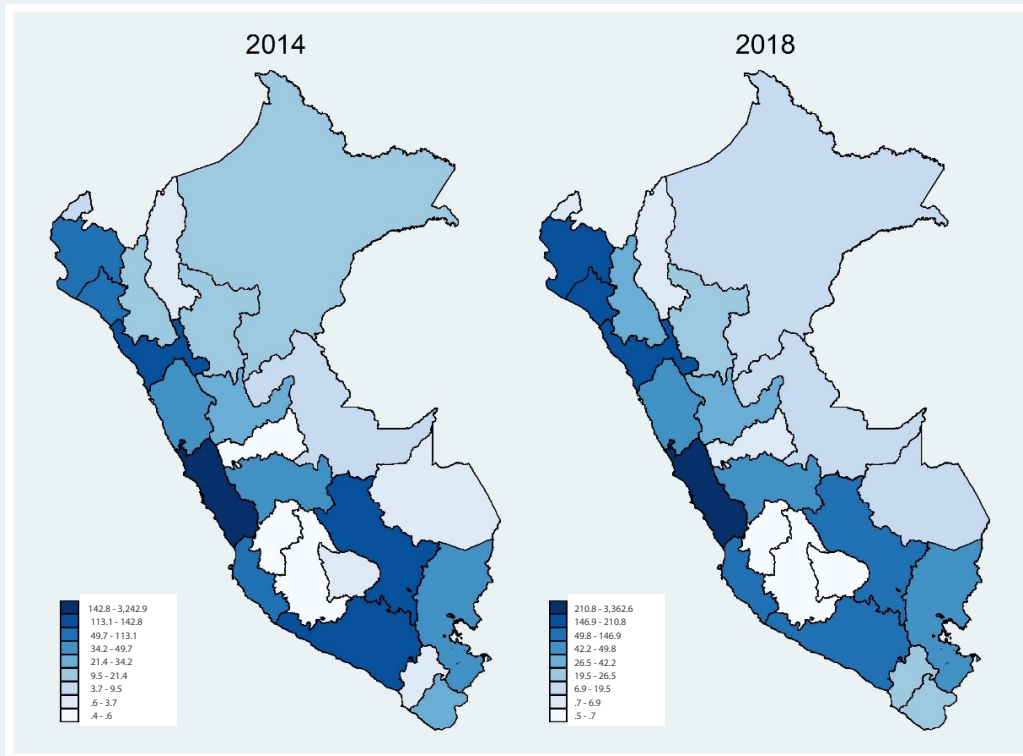 2014
2018
142.8 - 3,242.9
113.1 - 142.8
49.7 - 113.1
34.2 - 49.7
21.4 - 34.2
9.5 - 21.4
3.7 - 9.5
.6 - 3.7
.4 - .6
210.8 - 3,362.6
146.9 - 210.8
49.8 - 146.9
42.2 - 49.8
26.5 - 42.2
19.5 - 26.5
6.9 - 19.5
.7 - 6.9
.5 - .7